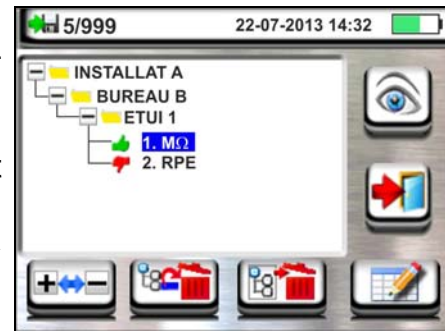 5/999 22-07-2013 14:32
INSTALLAT A
BUREAU B
ETUI 1
1. MΩ
2. RPE